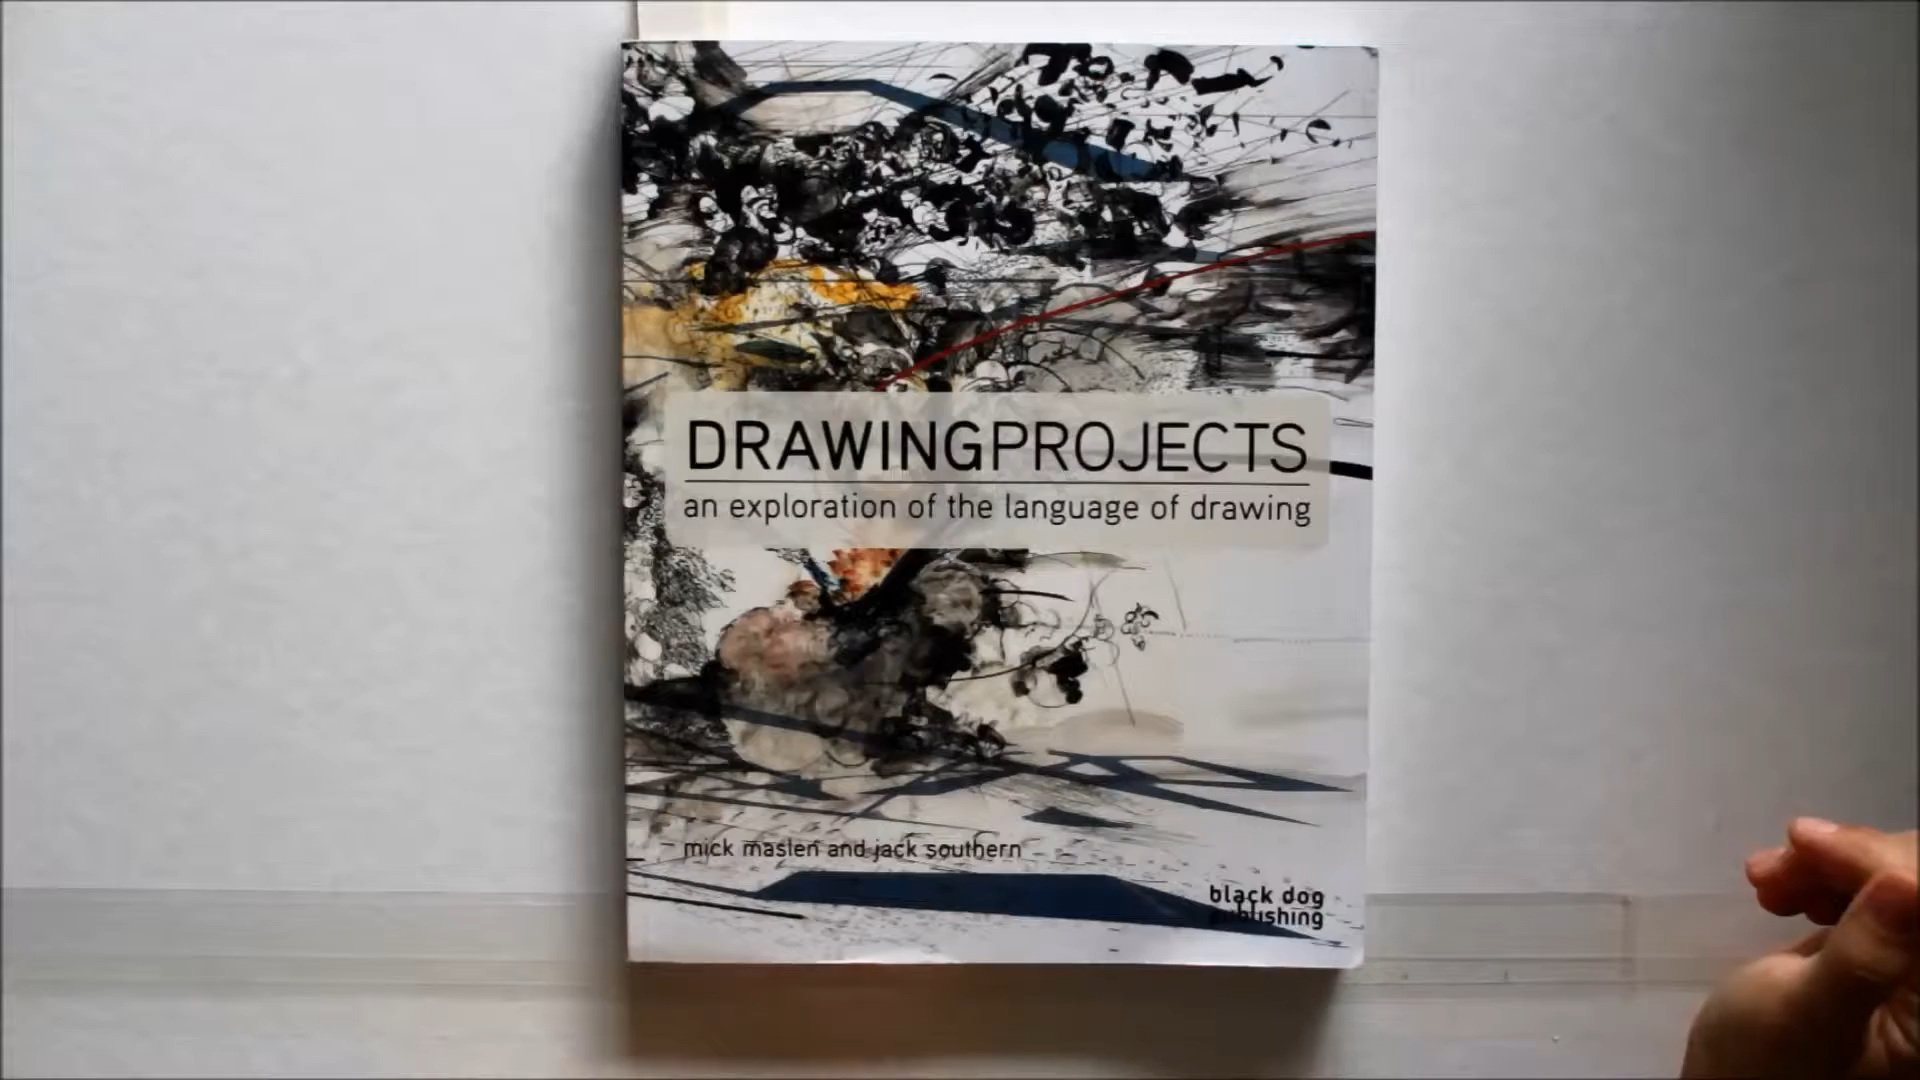 DRAWINGPROJECTS
an exploration of the language of drawing
mick maslen and jack southern
black dog
publishing